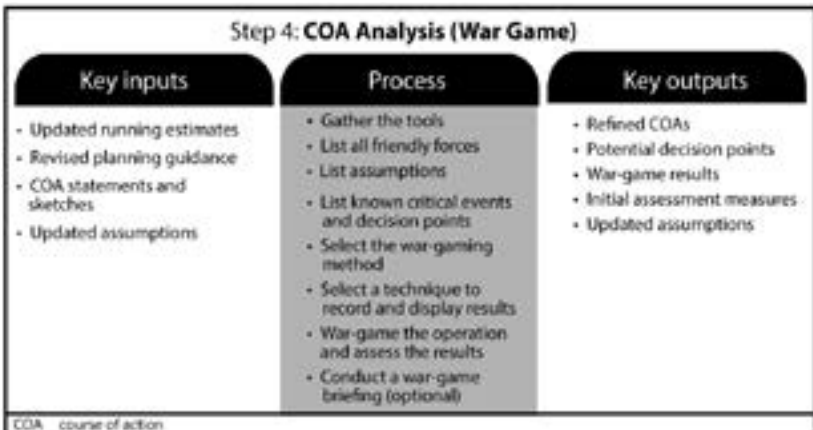 Step 4: COA Analysis (War Game)
Key inputs
• Updated running estimates
• Revised planning guidance
• COA statements and
sketches
• Updated assumptions
Process
• Gather the tools
• List all friendly forces
• List assumptions
• List known critical events
and decision points
• Select the war-gaming
method
• Select a technique to
record and display results
• War-game the operation
and assess the results
• Conduct a war-game
briefing (optional)
Key outputs
• Refined COAs
• Potential decision points
• War-game results
• Initial assessment measures
• Updated assumptions
COA course of action